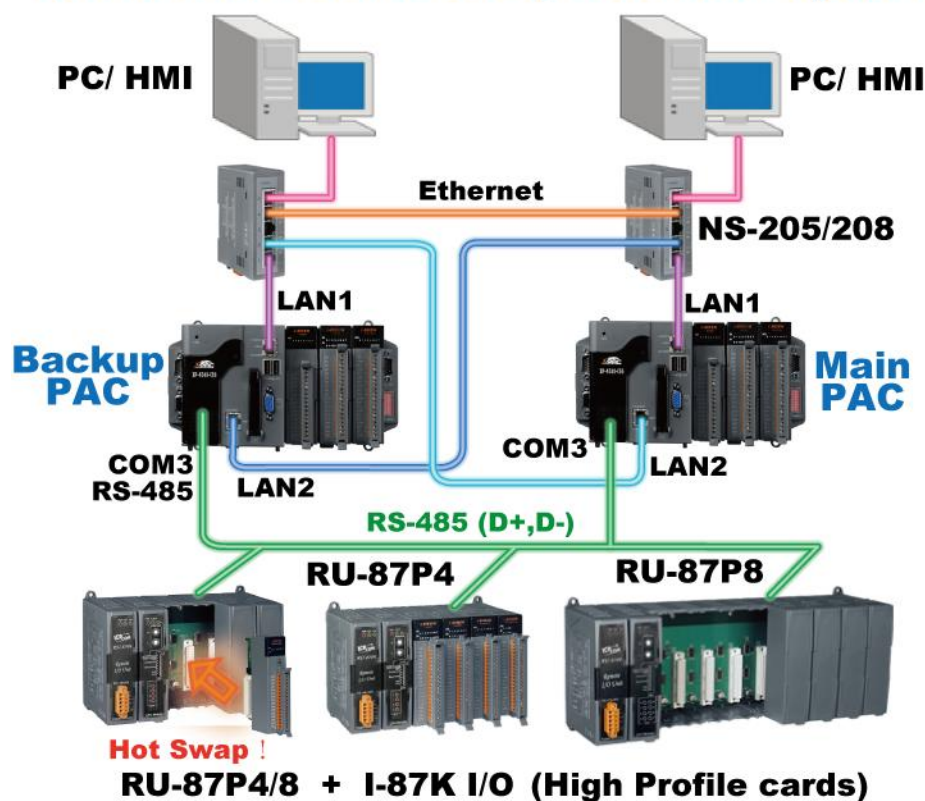 PC/ HMI
PC/ HMI
Ethernet
NS-205/208
LAN1
LAN1
Backup
PAC
Main
PAC
COM3
RS-485
LAN2
COM3
LAN2
RS-485 (D+,D-)
RU-87P4
RU-87P8
Hot Swap !
RU-87P4/8 + I-87K I/O (High Profile cards)